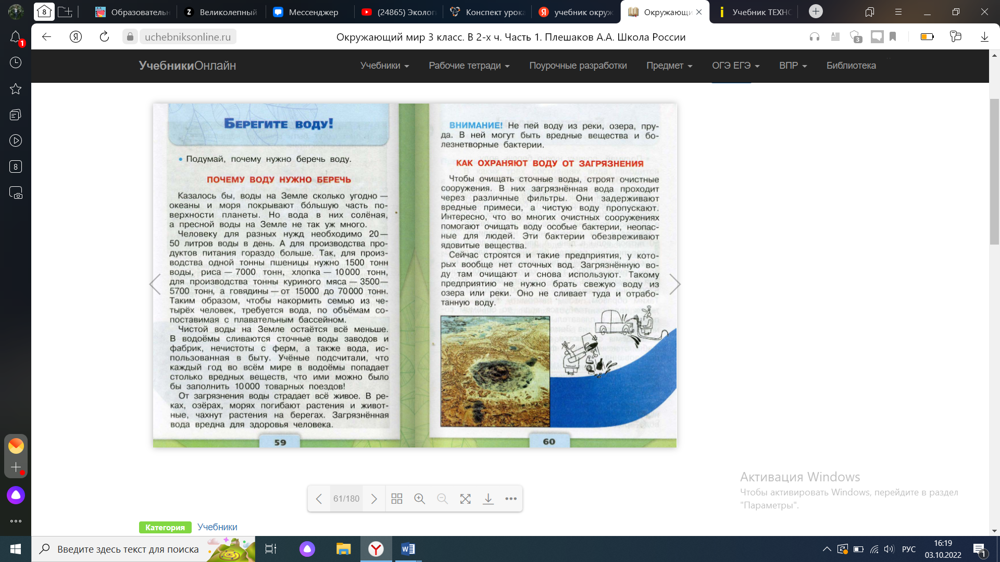 8
Образовательн
Великолепный
Мессенджер
(24865) Экологи
Конспект урока
учебник окруж
Окружающи
Учебник ТЕХНО
1
uchebniksonline.ru
Окружающий мир 3 класс. В 2-х ч. Часть 1. Плешаков А.А. Школа России
3
УчебникиОнлайн
Учебники
Рабочие тетради
Поурочные разработки
Предмет
ОГЭ ЕГЭ
ВПР
Библиотека
8
БЕРЕГИТЕ ВОДУ!
• Подумай, почему нужно беречь воду.
ПОЧЕМУ ВОДУ НУЖНО БЕРЕЧЬ
Казалось бы, воды на Земле сколько угодно —
океаны и моря покрывают бо́льшую часть по-
верхности планеты. Но вода в них солёная,
а пресной воды на Земле не так уж много.
Человеку для разных нужд необходимо 20—
50 литров воды в день. А для производства про-
дуктов питания гораздо больше. Так, для произ-
водства одной тонны пшеницы нужно 1500 тонн
воды, риса — 7000 тонн, хлопка — 10 000 тонн,
для производства тонны куриного мяса — 3500—
5700 тонн, а говядины — от 15000 до 70 000 тонн.
Таким образом, чтобы накормить семью из че-
тырёх человек, требуется вода, по объёмам со-
поставимая с плавательным бассейном.
Чистой воды на Земле остаётся всё меньше.
В водоёмы сливаются сточные воды заводов и
фабрик, нечистоты с ферм, а также вода, ис-
пользованная в быту. Учёные подсчитали, что
каждый год во всём мире в водоёмы попадает
столько вредных веществ, что ими можно было
бы заполнить 10 000 товарных поездов!
От загрязнения воды страдает всё живое. В ре-
ках, озёрах, морях погибают растения и живот-
ные, чахнут растения на берегах. Загрязнённая
вода вредна для здоровья человека.
59
ВНИМАНИЕ! Не пей воду из реки, озера, пру-
да. В ней могут быть вредные вещества и бо-
лезнетворные бактерии.
КАК ОХРАНЯЮТ ВОДУ ОТ ЗАГРЯЗНЕНИЯ
Чтобы очищать сточные воды, строят очистные
сооружения. В них загрязнённая вода проходит
через различные фильтры. Они задерживают
вредные примеси, а чистую воду пропускают.
Интересно, что во многих очистных сооружениях
помогают очищать воду особые бактерии, неопас-
ные для людей. Эти бактерии обезвреживают
ядовитые вещества.
Сейчас строятся и такие предприятия, у кото-
рых вообще нет сточных вод. Загрязнённую во-
ду там очищают и снова используют. Такому
предприятию не нужно брать свежую воду из
озера или реки. Оно не сливает туда и отрабо-
танную воду.
60
61/180
Категория Учебники
Активация Windows
Чтобы активировать Windows, перейдите в раздел
"Параметры".
Введите здесь текст для поиска
РУС
16:19
03.10.2022
1